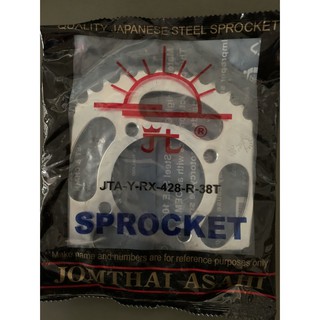 QUALITY JAPANESE STEEL SPROCKET
Jt ®
JTA-Y-RX-428-R-38T
SPROCKET
Make name and numbers are for reference purposes only
JOMTHAI ASAHI